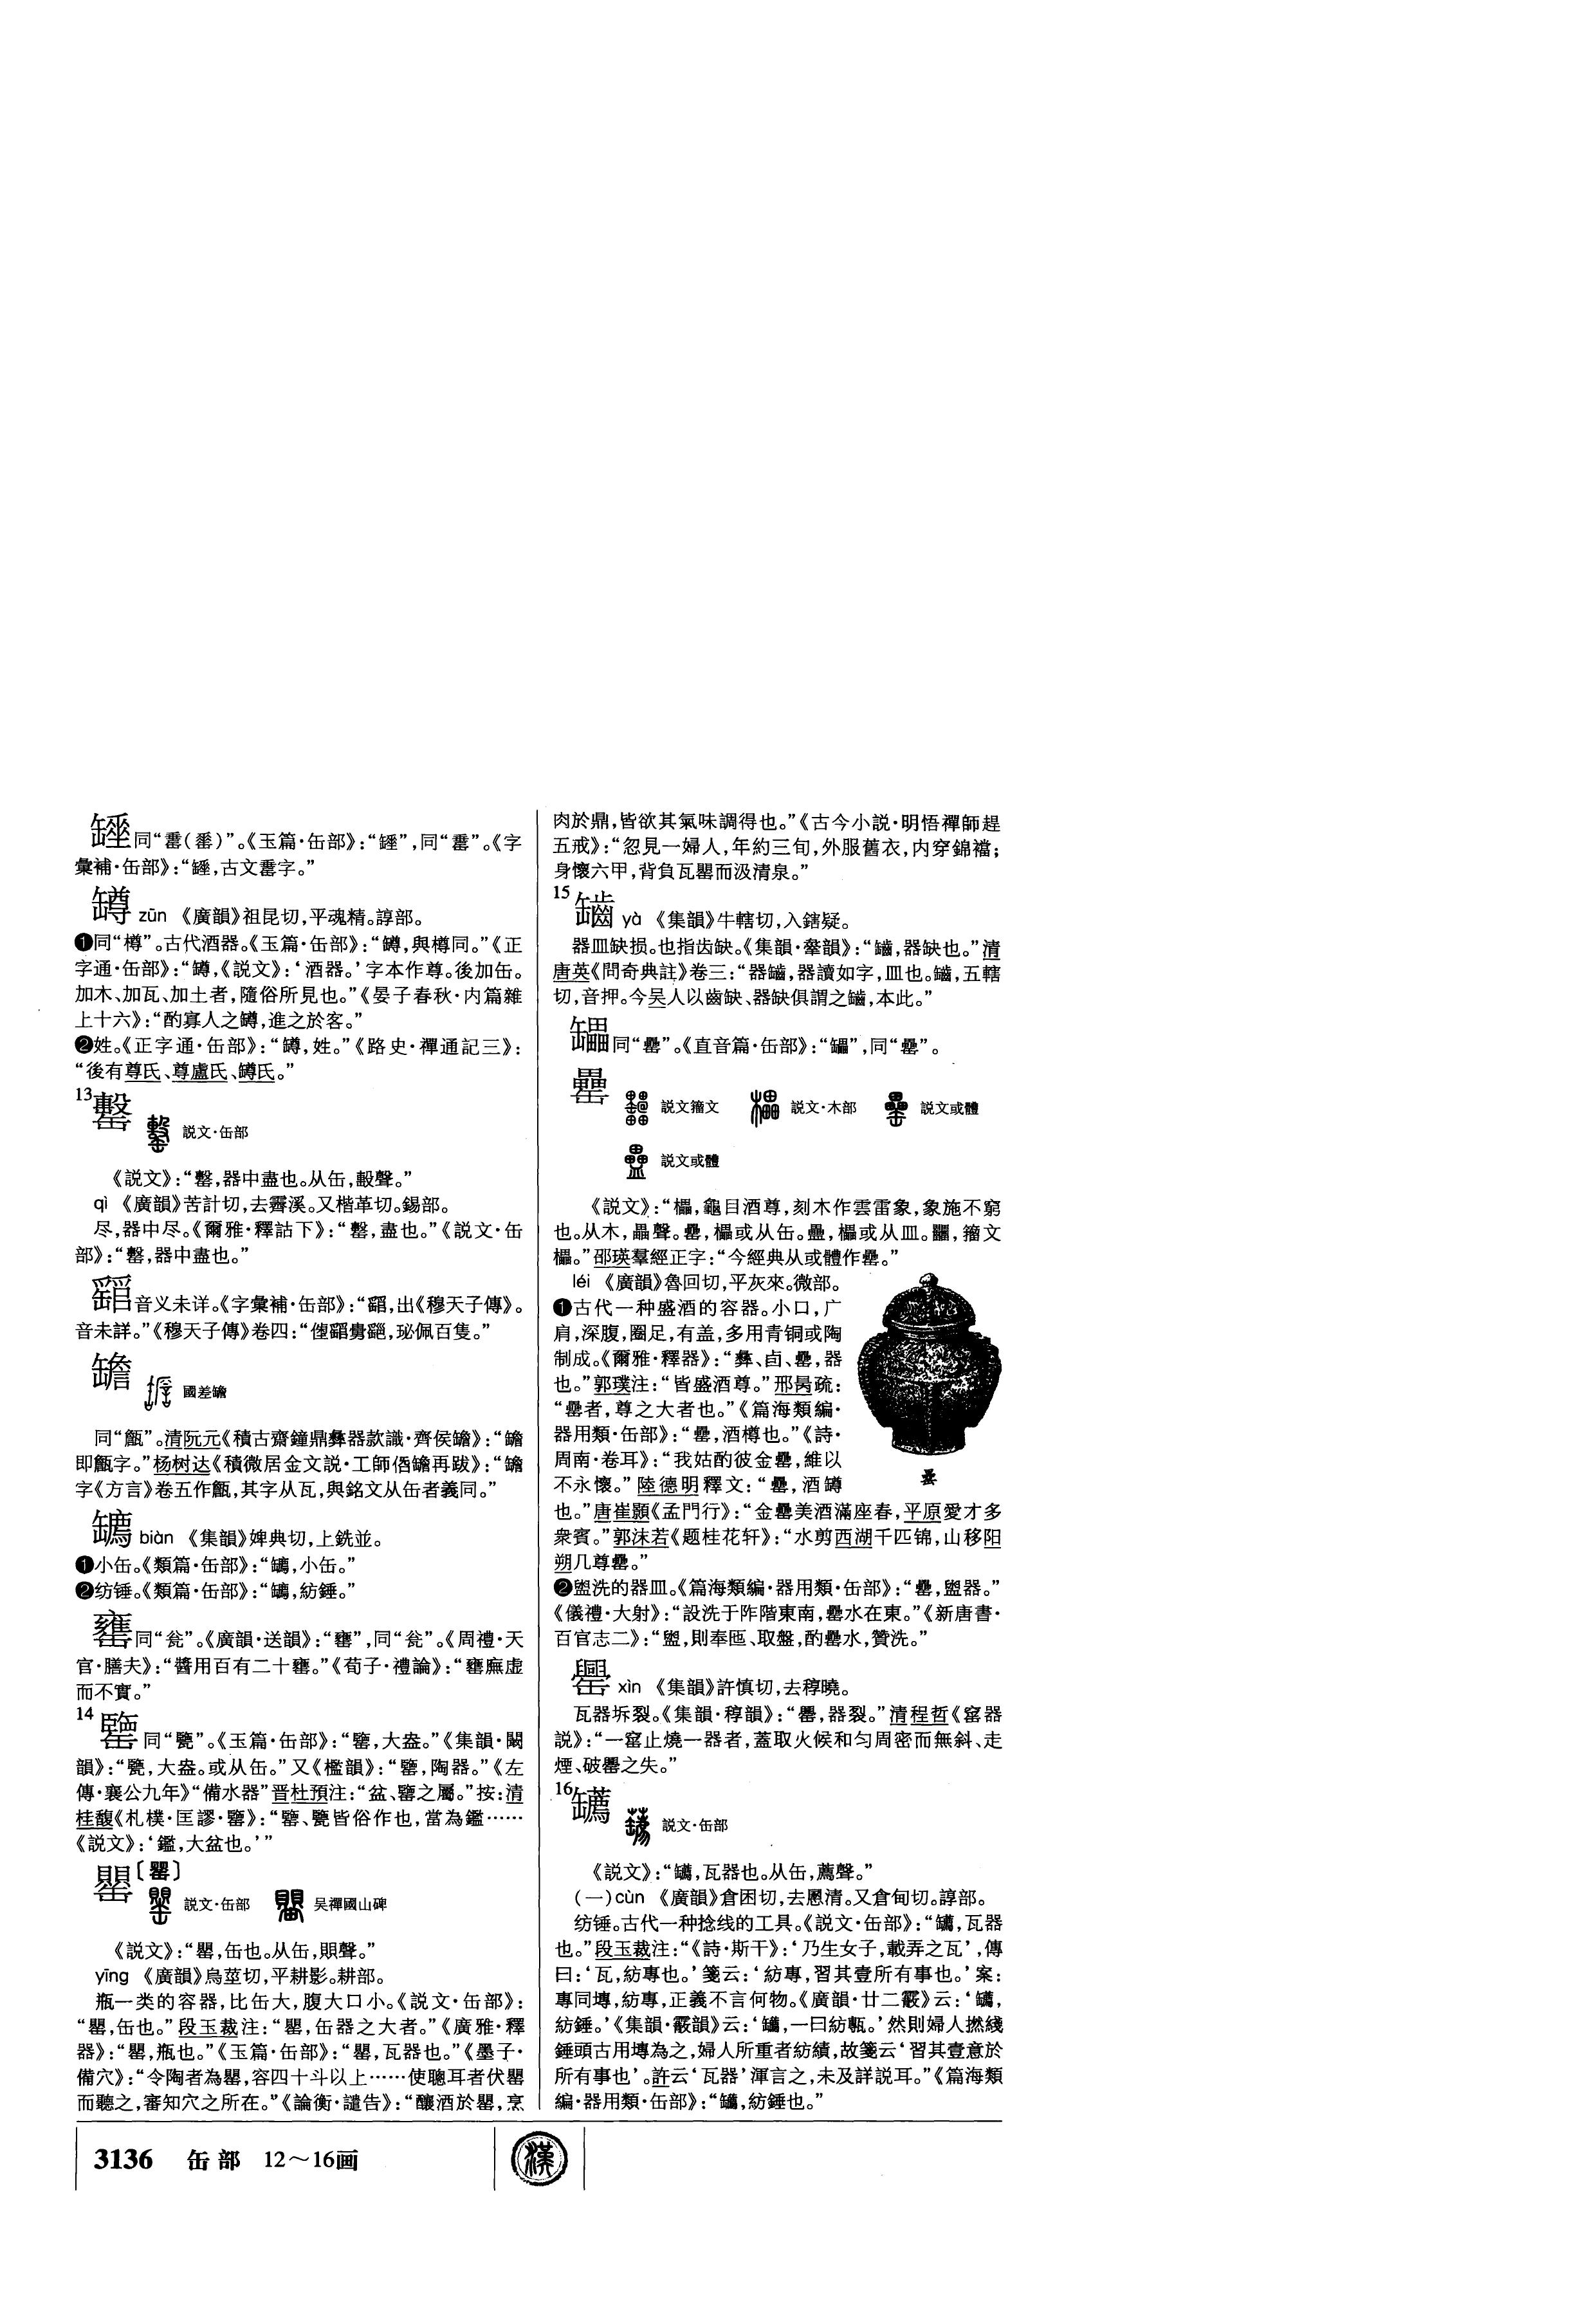 同“罊(䍇)”。《玉篇·缶部》：“”，同“”。《字
彙補·缶部》：“，古文字。”
罇 zūn 《廣韻》祖昆切，平魂精。諄部。
❶同“樽”。古代酒器。《玉篇·缶部》：“罇，與樽同。”《正
字通·缶部》：“罇，《説文》：‘酒器。’字本作尊。後加缶。
加木、加瓦、加土者，隨俗所見也。”《晏子春秋·内篇雜
上十六》：“酌寡人之罇，進之於客。”
❷姓。《正字通·缶部》：“罇，姓。”《路史·禪通記三》：
“後有尊氏、尊盧氏、罇氏。”
13 罊 説文·缶部
《説文》：“罊，器中盡也。从缶，毄聲。”
qì 《廣韻》苦計切，去霽溪。又楷革切。錫部。
尽，器中尽。《爾雅·釋詁下》：“罊，盡也。”《説文·缶
部》：“罊，器中盡也。”
音义未详。《字彙補·缶部》：“，出《穆天子傳》。
音未詳。”《穆天子傳》卷四：“，珌佩百隻。”
䍉 國差䍉
同“甔”。清阮元《積古齋鐘鼎彝器款識·齊侯䍉》：“䍉
即甔字。”杨树达《積微居金文説·工師䍉再跋》：“䍉
字《方言》卷五作甔，其字从瓦，與銘文从缶者義同。”
biàn 《集韻》婢典切，上銑並。
❶小缶。《類篇·缶部》：“，小缶。”
❷纺锤。《類篇·缶部》：“，紡錘。”
罋同“瓮”。《廣韻·送韻》：“罋”，同“瓮”。《周禮·天
官·膳夫》：“醬用百有二十罋。”《荀子·禮論》：“罋廡虚
而不實。”
14 同“甖”。《玉篇·缶部》：“，大盎。”《集韻·闞
韻》：“，大盎。或从缶。”又《檻韻》：“，陶器。”《左
傳·襄公九年》“備水器”晋杜預注：“盆、之屬。”按：清
桂馥《札樸·匡謬·》：“、皆俗作也，當為鑑……
《説文》：‘鑑，大盆也。’”
罌〔罂〕 説文·缶部 吴禪國山碑
《説文》：“罌，缶也。从缶，賏聲。”
yīng 《廣韻》烏莖切，平耕影。耕部。
瓶一类的容器，比缶大，腹大口小。《説文·缶部》：
“罌，缶也。”段玉裁注：“罌，缶器之大者。”《廣雅·釋
器》：“罌，瓶也。”《玉篇·缶部》：“罌，瓦器也。”《墨子·
備穴》：“令陶者為罌，容四十斗以上……使聰耳者伏罌
而聽之，審知穴之所在。”《論衡·譴告》：“釀酒於罌，烹
肉於鼎，皆欲其氣味調得也。”《古今小説·明悟禪師趕
五戒》：“忽見一婦人，年約三旬，外服舊衣，内穿錦襠；
身懷六甲，背負瓦罌而汲清泉。”
15 yà 《集韻》牛轄切，入鎋疑。
器皿缺损。也指齿缺。《集韻·舝韻》：“，器缺也。”清
唐英《問奇典註》卷三：“器，器讀如字，皿也。，五轄
切，音押。今吴人以齒缺、器缺俱謂之，本此。”
同“罍”。《直音篇·缶部》：“”，同“罍”。
罍 説文籀文 説文·木部 説文或體
説文或體
《説文》：“櫑，龜目酒尊，刻木作雲雷象，象施不窮
也。从木，畾聲。罍，櫑或从缶。䍣，櫑或从皿。，籀文
櫑。”邵瑛羣經正字：“今經典从或體作罍。”
léi 《廣韻》魯回切，平灰來。微部。
❶古代一种盛酒的容器。小口，广
肩，深腹，圈足，有盖，多用青铜或陶
制成。《爾雅·釋器》：“彝、卣、罍，器
也。”郭璞注：“皆盛酒尊。”邢昺疏：
“罍者，尊之大者也。”《篇海類編·
器用類·缶部》：“罍，酒樽也。”《詩·
周南·卷耳》：“我姑酌彼金罍，維以
不永懷。”陸德明釋文：“罍，酒罇
罍
也。”唐崔顥《孟門行》：“金罍美酒滿座春，平原愛才多
衆賓。”郭沫若《题桂花轩》：“水剪西湖千匹锦，山移阳
朔几尊罍。”
❷盥洗的器皿。《篇海類編·器用類·缶部》：“罍，盥器。”
《儀禮·大射》：“設洗于阼階東南，罍水在東。”《新唐書·
百官志二》：“盥，則奉匜、取盤，酌罍水，贊洗。”
xìn 《集韻》許慎切，去稕曉。
瓦器坼裂。《集韻·稕韻》：“，器裂。”清程哲《窰器
説》：“一窑止燒一器者，蓋取火候和匀周密而無斜、走
煙、破之失。”
16 説文·缶部
《説文》：“，瓦器也。从缶，薦聲。”
(一)cùn 《廣韻》倉困切，去慁清。又倉甸切。諄部。
纺锤。古代一种捻线的工具。《説文·缶部》：“，瓦器
也。”段玉裁注：“《詩·斯干》：‘乃生女子，載弄之瓦’，傳
曰：‘瓦，紡專也。’箋云：‘紡專，習其壹所有事也。’案：
專同塼，紡專，正義不言何物。《廣韻·廿二霰》云：‘，
紡錘。’《集韻·霰韻》云：‘，一曰紡甎。’然則婦人撚綫
錘頭古用塼為之，婦人所重者紡績，故箋云‘習其壹意於
所有事也’。許云‘瓦器’渾言之，未及詳説耳。”《篇海類
編·器用類·缶部》：“，紡錘也。”
3136 缶部 12～16画 漢